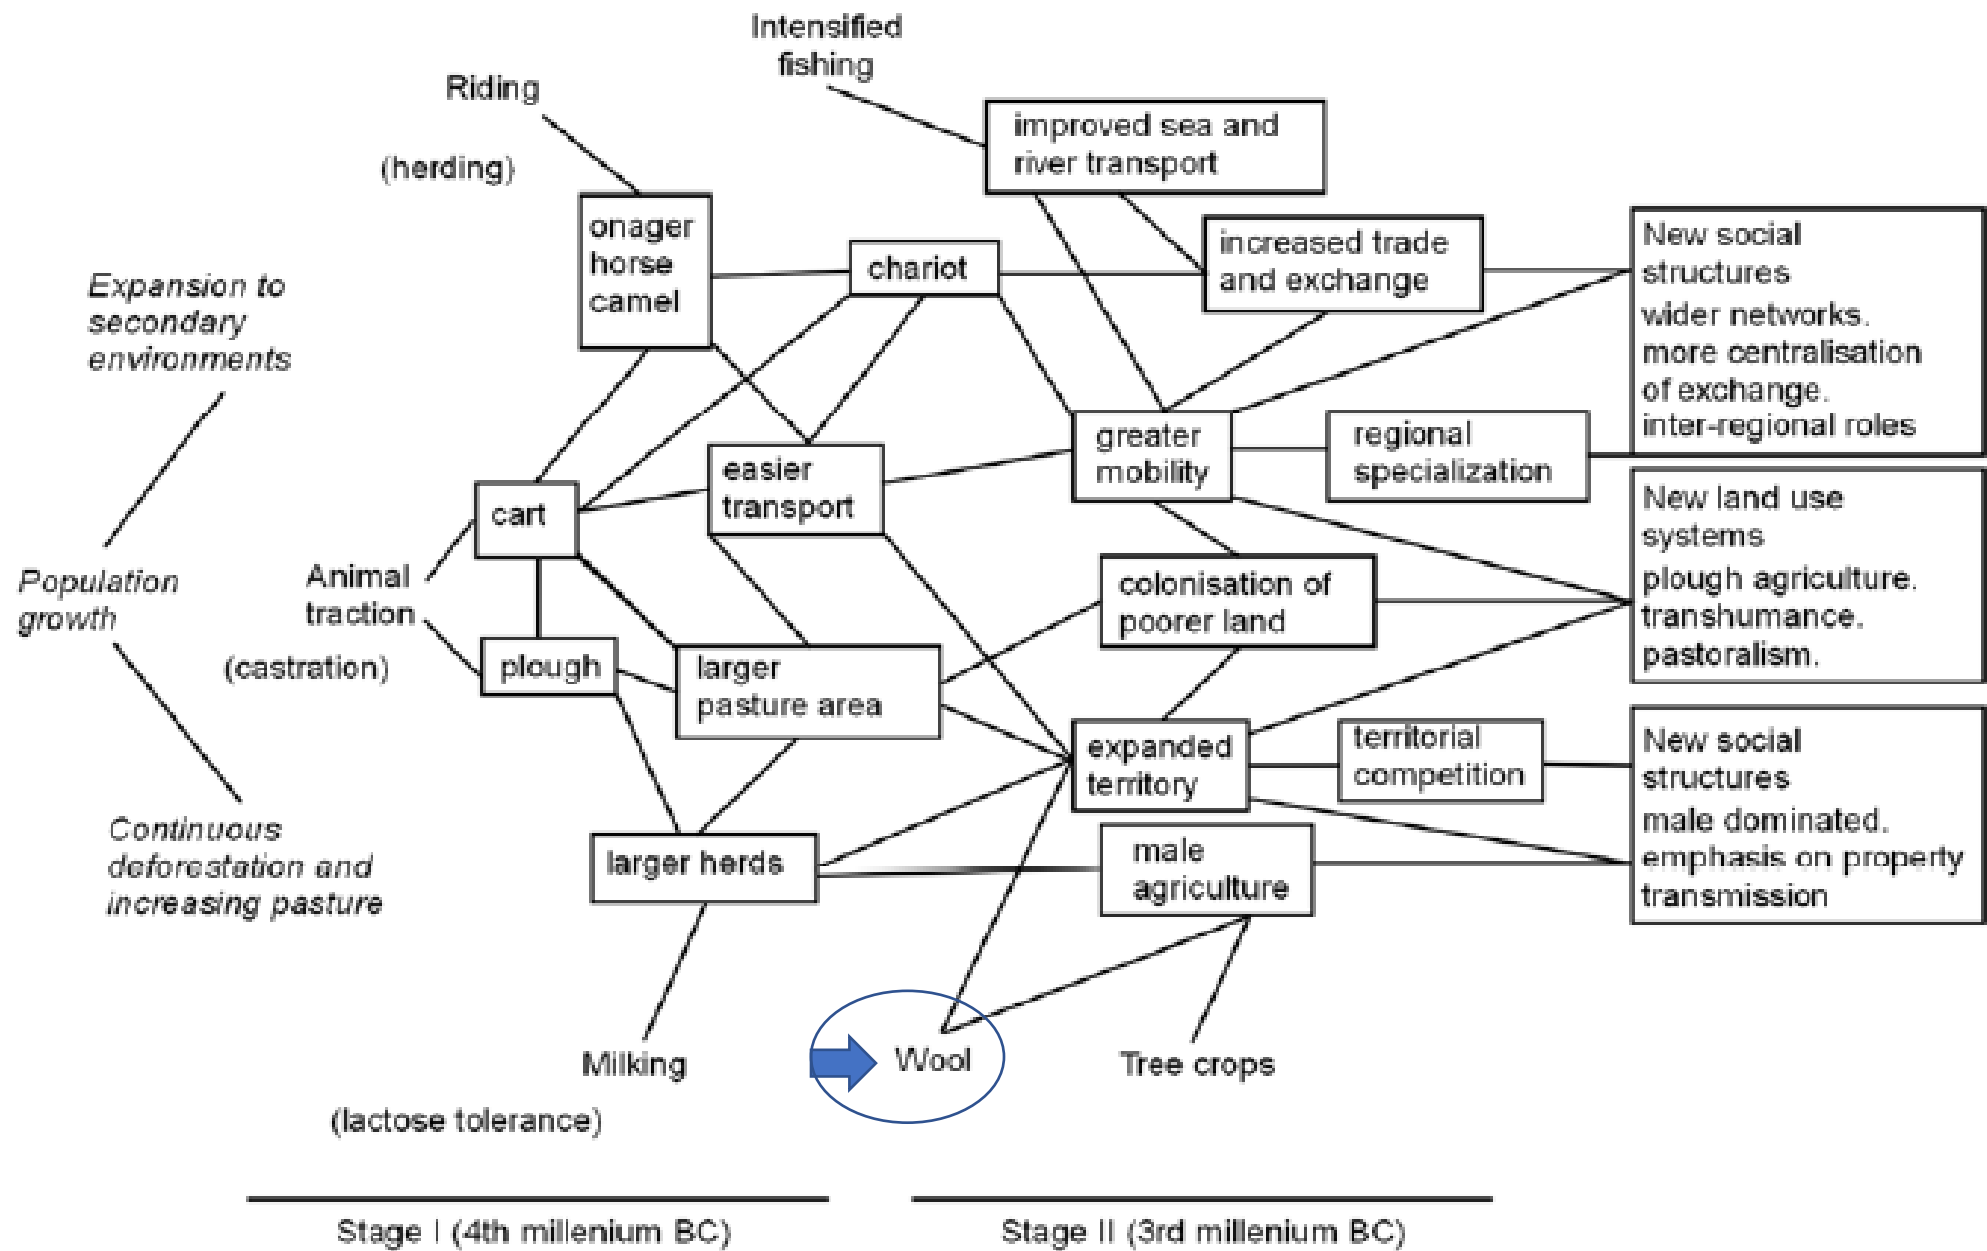 Intensified
fishing
Riding
(herding)
improved sea and
river transport
onager
horse
camel
chariot
increased trade
and exchange
New social
structures
wider networks.
more centralisation
of exchange.
inter-regional roles
Expansion to
secondary
environments
greater
mobility
regional
specialization
easier
transport
cart
New land use
systems
plough agriculture.
transhumance.
pastoralism.
Population
growth
Animal
traction
(castration)
plough
larger
pasture area
colonisation of
poorer land
expanded
territory
territorial
competition
New social
structures
male dominated.
emphasis on property
transmission
Continuous
deforestation and
increasing pasture
larger herds
male
agriculture
Milking
Wool
Tree crops
(lactose tolerance)
Stage I (4th millenium BC)
Stage II (3rd millenium BC)